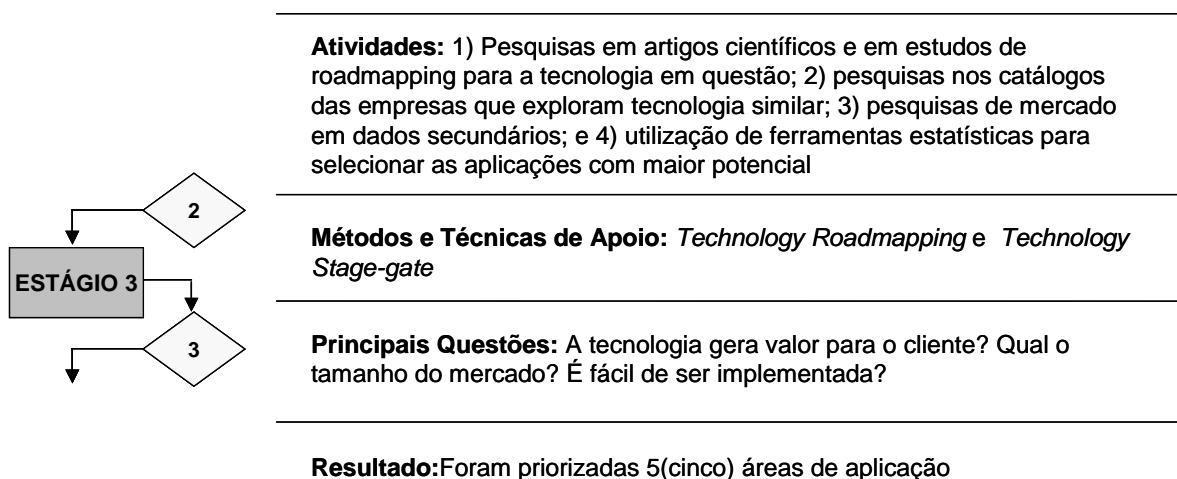 Atividades: 1) Pesquisas em artigos científicos e em estudos de
roadmapping para a tecnologia em questão; 2) pesquisas nos catálogos
das empresas que exploram tecnologia similar; 3) pesquisas de mercado
em dados secundários; e 4) utilização de ferramentas estatísticas para
selecionar as aplicações com maior potencial
2
Métodos e Técnicas de Apoio: Technology Roadmapping e Technology
Stage-gate
ESTÁGIO 3
3
Principais Questões: A tecnologia gera valor para o cliente? Qual o
tamanho do mercado? É fácil de ser implementada?
Resultado:Foram priorizadas 5(cinco) áreas de aplicação